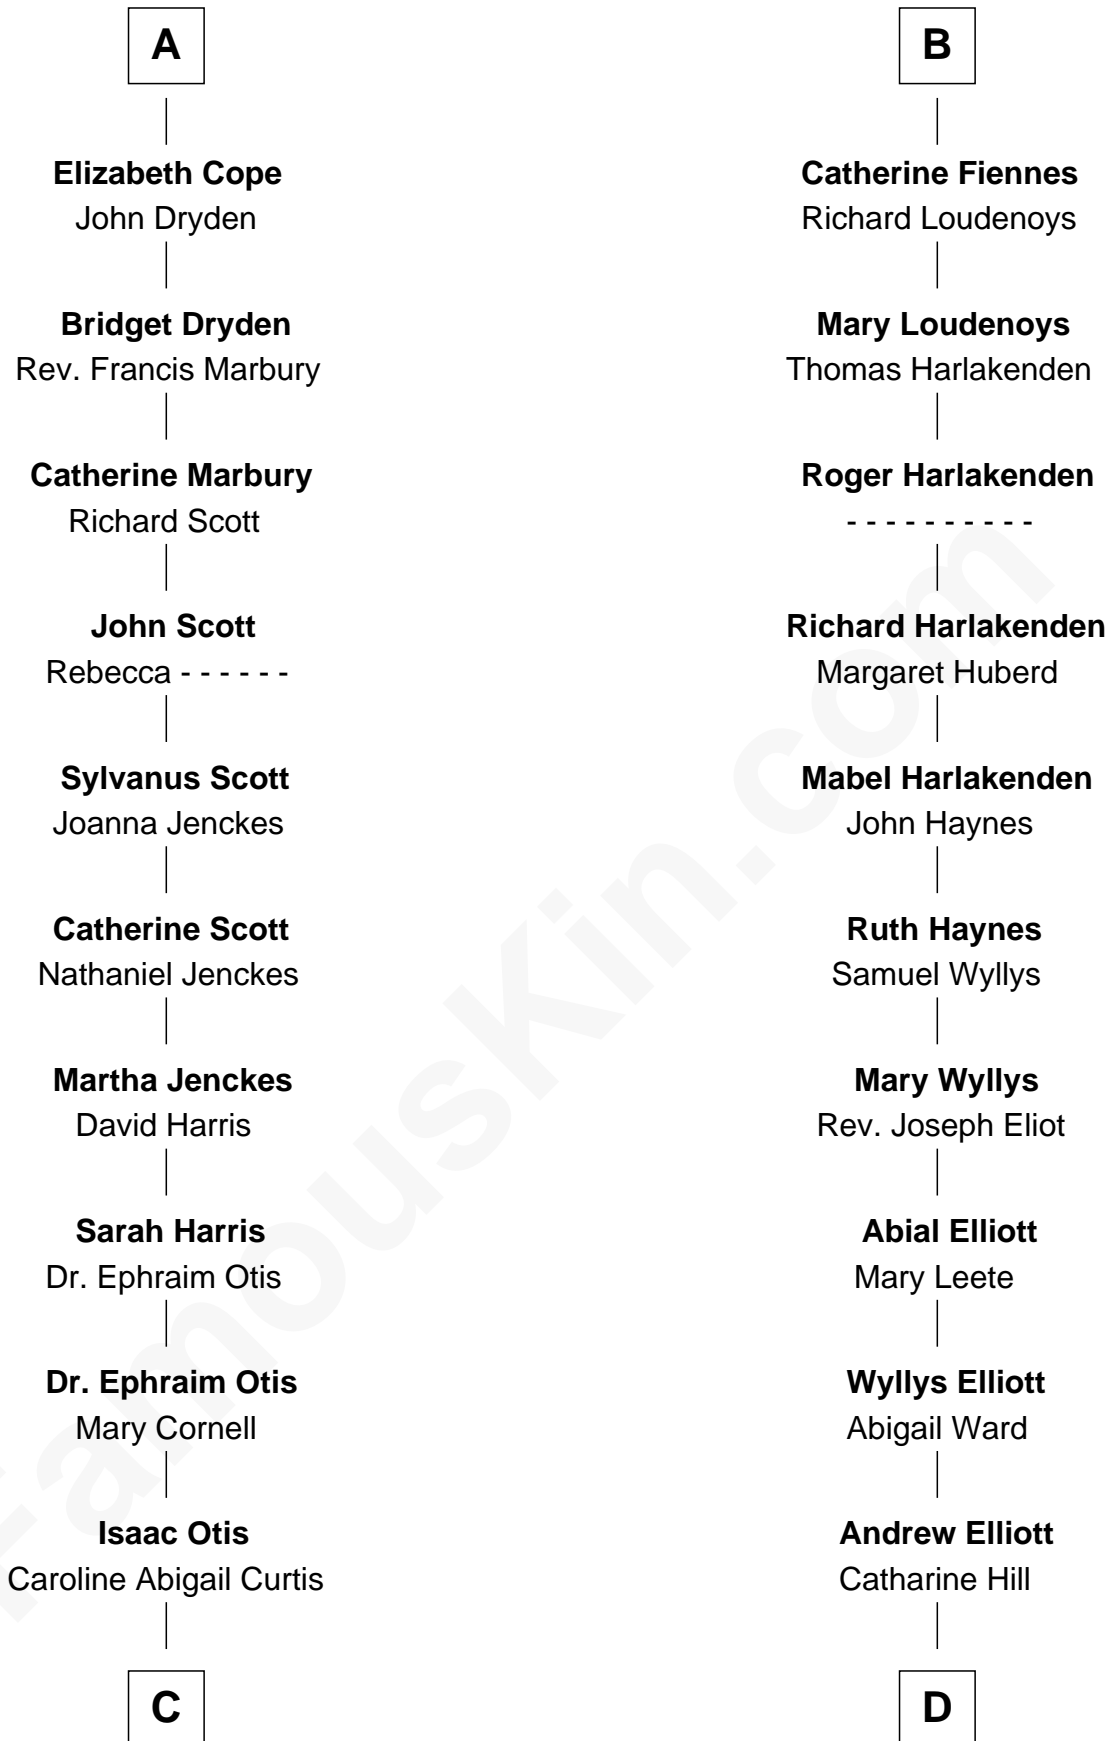 A
Elizabeth Cope
John Dryden
Bridget Dryden
Rev. Francis Marbury
Catherine Marbury
Richard Scott
John Scott
Rebecca - - - - - -
Sylvanus Scott
Joanna Jenckes
Catherine Scott
Nathaniel Jenckes
Martha Jenckes
David Harris
Sarah Harris
Dr. Ephraim Otis
Dr. Ephraim Otis
Mary Cornell
Isaac Otis
Caroline Abigail Curtis
C
B
Catherine Fiennes
Richard Loudenoys
Mary Loudenoys
Thomas Harlakenden
Roger Harlakenden
- - - - - - - - - -
Richard Harlakenden
Margaret Huberd
Mabel Harlakenden
John Haynes
Ruth Haynes
Samuel Wyllys
Mary Wyllys
Rev. Joseph Eliot
Abial Elliott
Mary Leete
Wyllys Elliott
Abigail Ward
Andrew Elliott
Catharine Hill
D
FamousKin.com